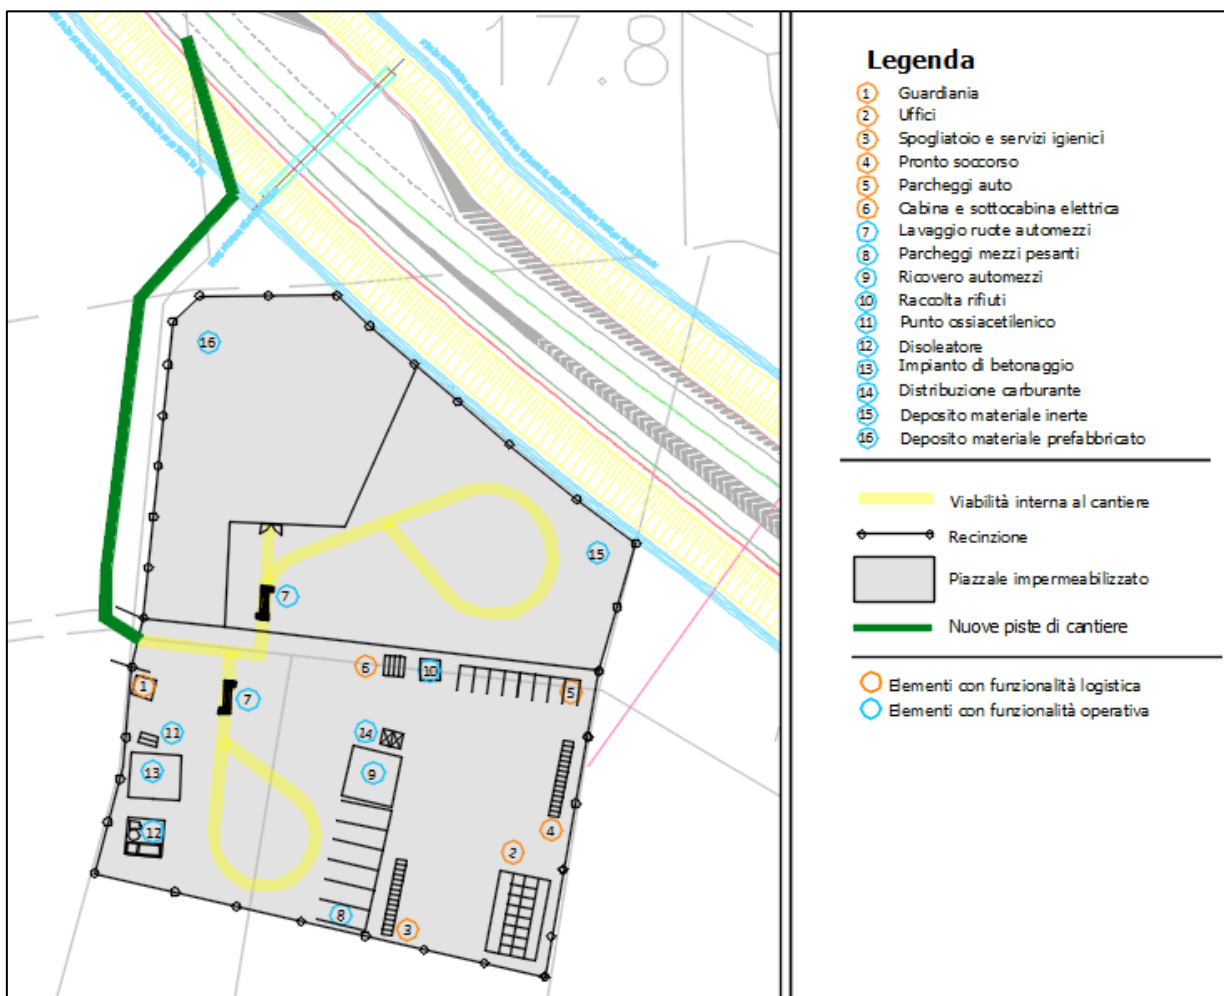 17.8
16
15
7
6
10
5
1
7
11
14
13
9
12
4
2
8
3
Legenda
1 Guardiania
2 Uffici
3 Spogliatoio e servizi igienici
4 Pronto soccorso
5 Parcheggi auto
6 Cabina e sottocabina elettrica
7 Lavaggio ruote automezzi
8 Parcheggi mezzi pesanti
9 Ricovero automezzi
10 Raccolta rifiuti
11 Punto ossiacetilenico
12 Disoleatore
13 Impianto di betonaggio
14 Distribuzione carburante
15 Deposito materiale inerte
16 Deposito materiale prefabbricato
Viabilità interna al cantiere
Recinzione
Piazzale impermeabilizzato
Nuove piste di cantiere
Elementi con funzionalità logistica
Elementi con funzionalità operativa